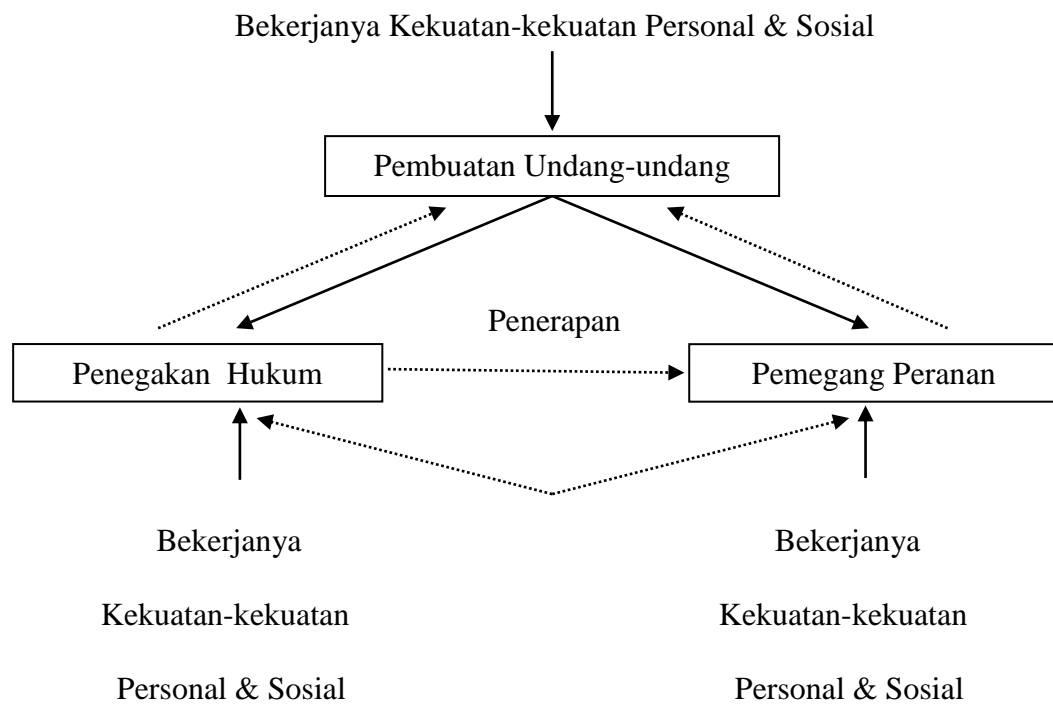 Bekerjanya Kekuatan-kekuatan Personal & Sosial
Pembuatan Undang-undang
Penerapan
Penegakan Hukum
Pemegang Peranan
Bekerjanya
Kekuatan-kekuatan
Personal & Sosial
Bekerjanya
Kekuatan-kekuatan
Personal & Sosial